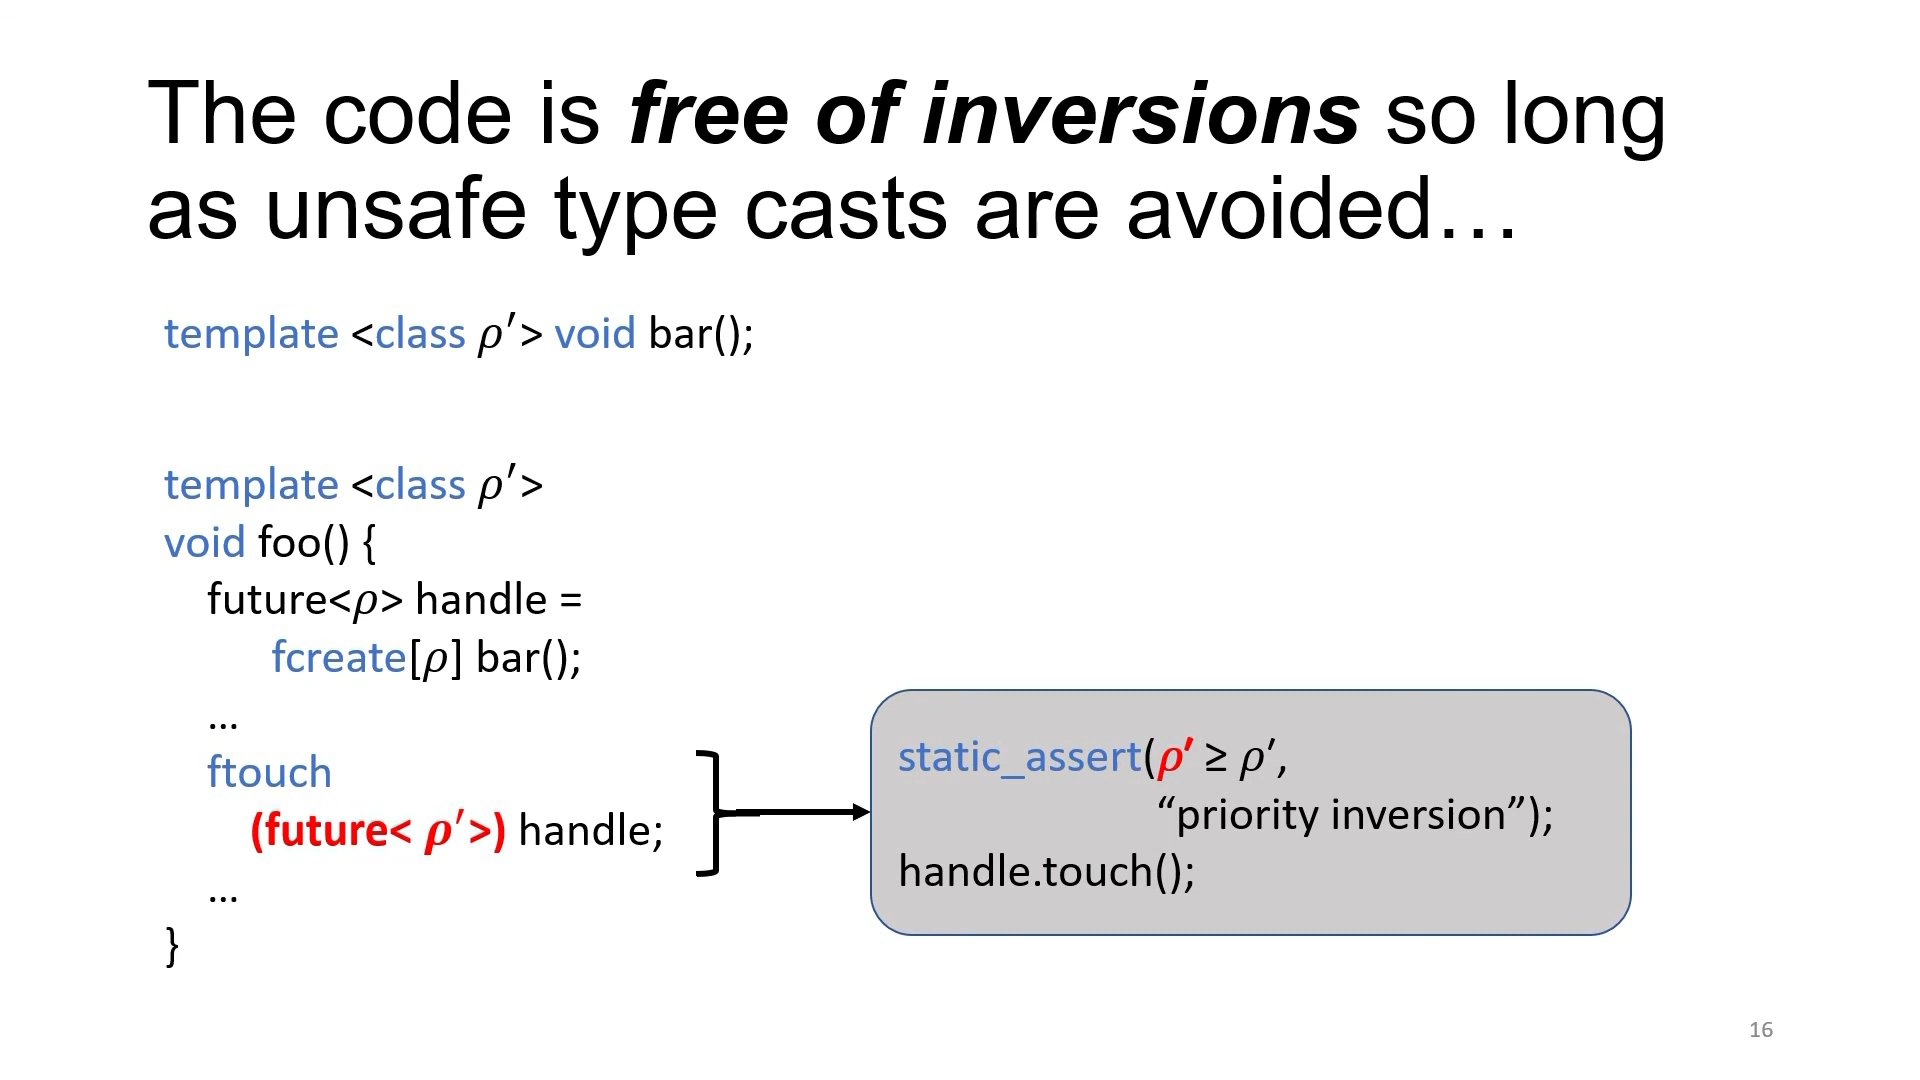 The code is free of inversions so long
as unsafe type casts are avoided…
template <class ρ′> void bar();
template <class ρ′>
void foo() {
future<ρ> handle =
fcreate[ρ] bar();
…
ftouch
(future< ρ′>) handle;
…
}
static_assert(ρ′ ≥ ρ′,
“priority inversion”);
handle.touch();
16